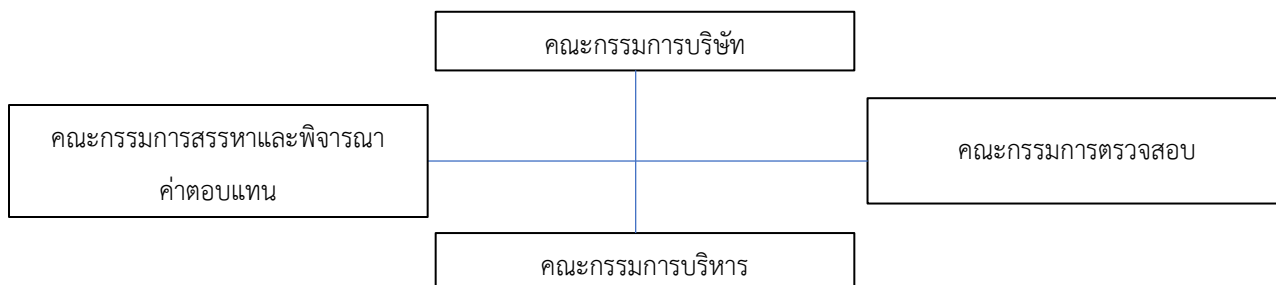 คณะกรรมการบริษัท
คณะกรรมการสรรหาและพิจารณา
ค่าตอบแทน
คณะกรรมการตรวจสอบ
คณะกรรมการบริหาร